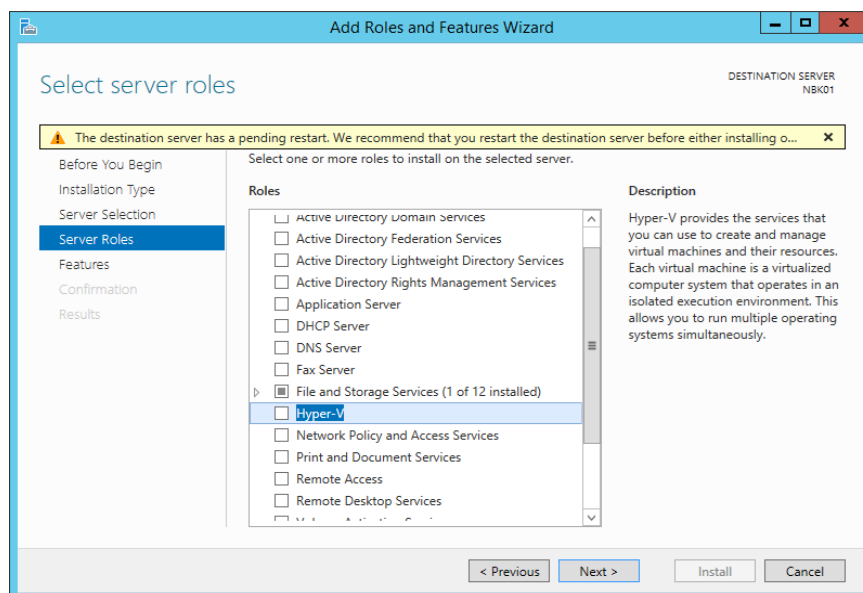 Add Roles and Features Wizard
Select server roles
DESTINATION SERVER
NBK01
The destination server has a pending restart. We recommend that you restart the destination server before either installing o...
Before You Begin
Installation Type
Server Selection
Server Roles
Features
Confirmation
Results
Select one or more roles to install on the selected server.
Roles
Active Directory Domain Services
Active Directory Federation Services
Active Directory Lightweight Directory Services
Active Directory Rights Management Services
Application Server
DHCP Server
DNS Server
Fax Server
File and Storage Services (1 of 12 installed)
Hyper-V
Network Policy and Access Services
Print and Document Services
Remote Access
Remote Desktop Services
Description
Hyper-V provides the services that
you can use to create and manage
virtual machines and their resources.
Each virtual machine is a virtualized
computer system that operates in an
isolated execution environment. This
allows you to run multiple operating
systems simultaneously.
< Previous
Next >
Install
Cancel